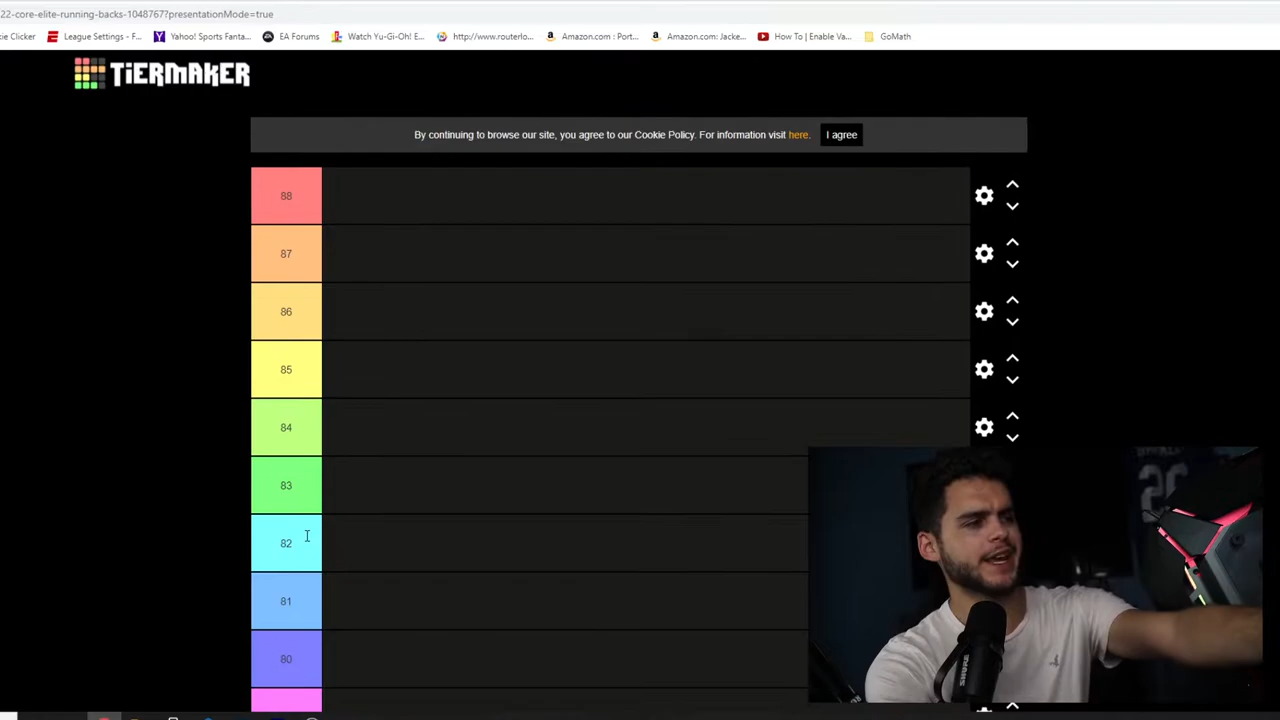 22-core-elite-running-backs-1048767?presentationMode=true
kie Clicker League Settings - F... Yahoo! Sports Fanta... EA Forums Watch Yu-Gi-Oh! E... http://www.routerlo... Amazon.com : Port... Amazon.com: Jacke... How To | Enable Va... GoMath
TiERMAKER
By continuing to browse our site, you agree to our Cookie Policy. For information visit here. I agree
88
87
86
85
84
83
82
81
80
26
SHURE